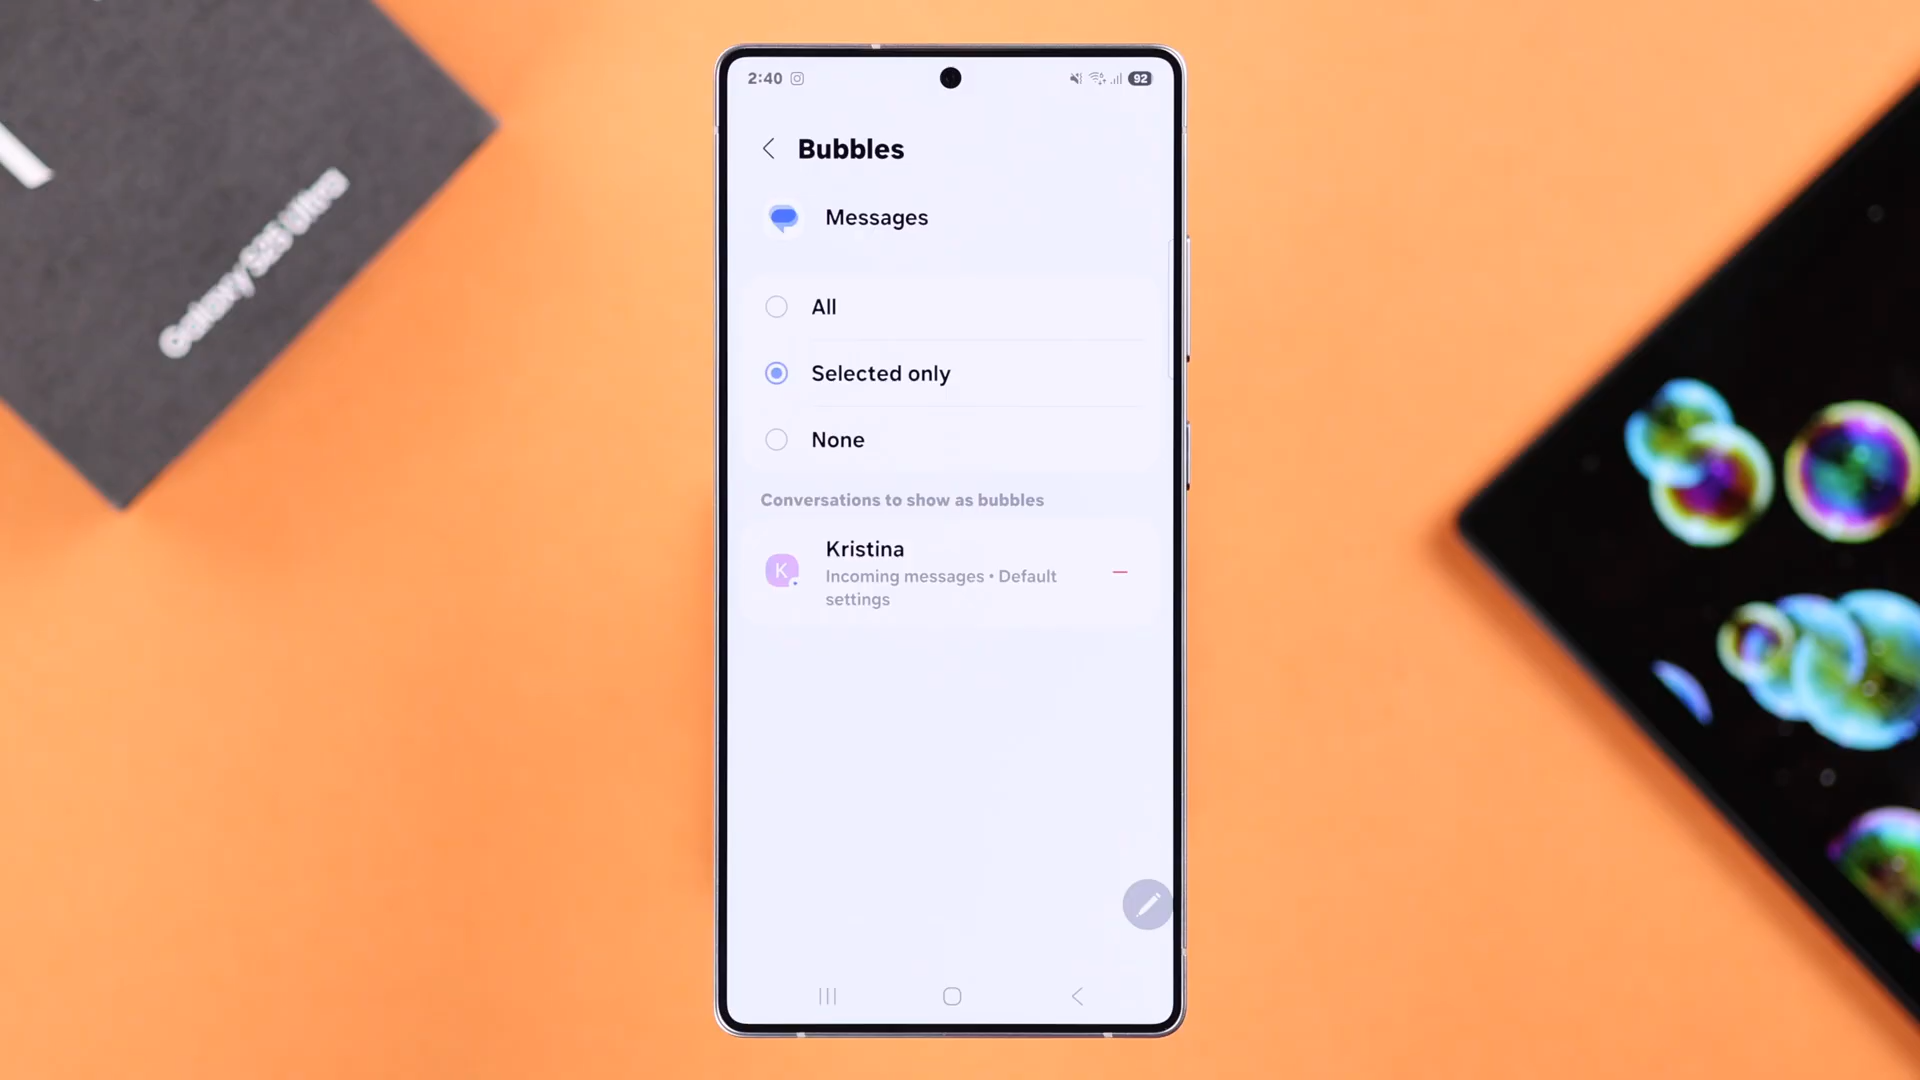 Galaxy S25 Ultra
2:40
92
Bubbles
Messages
All
Selected only
None
Conversations to show as bubbles
K
Kristina
Incoming messages • Default
settings